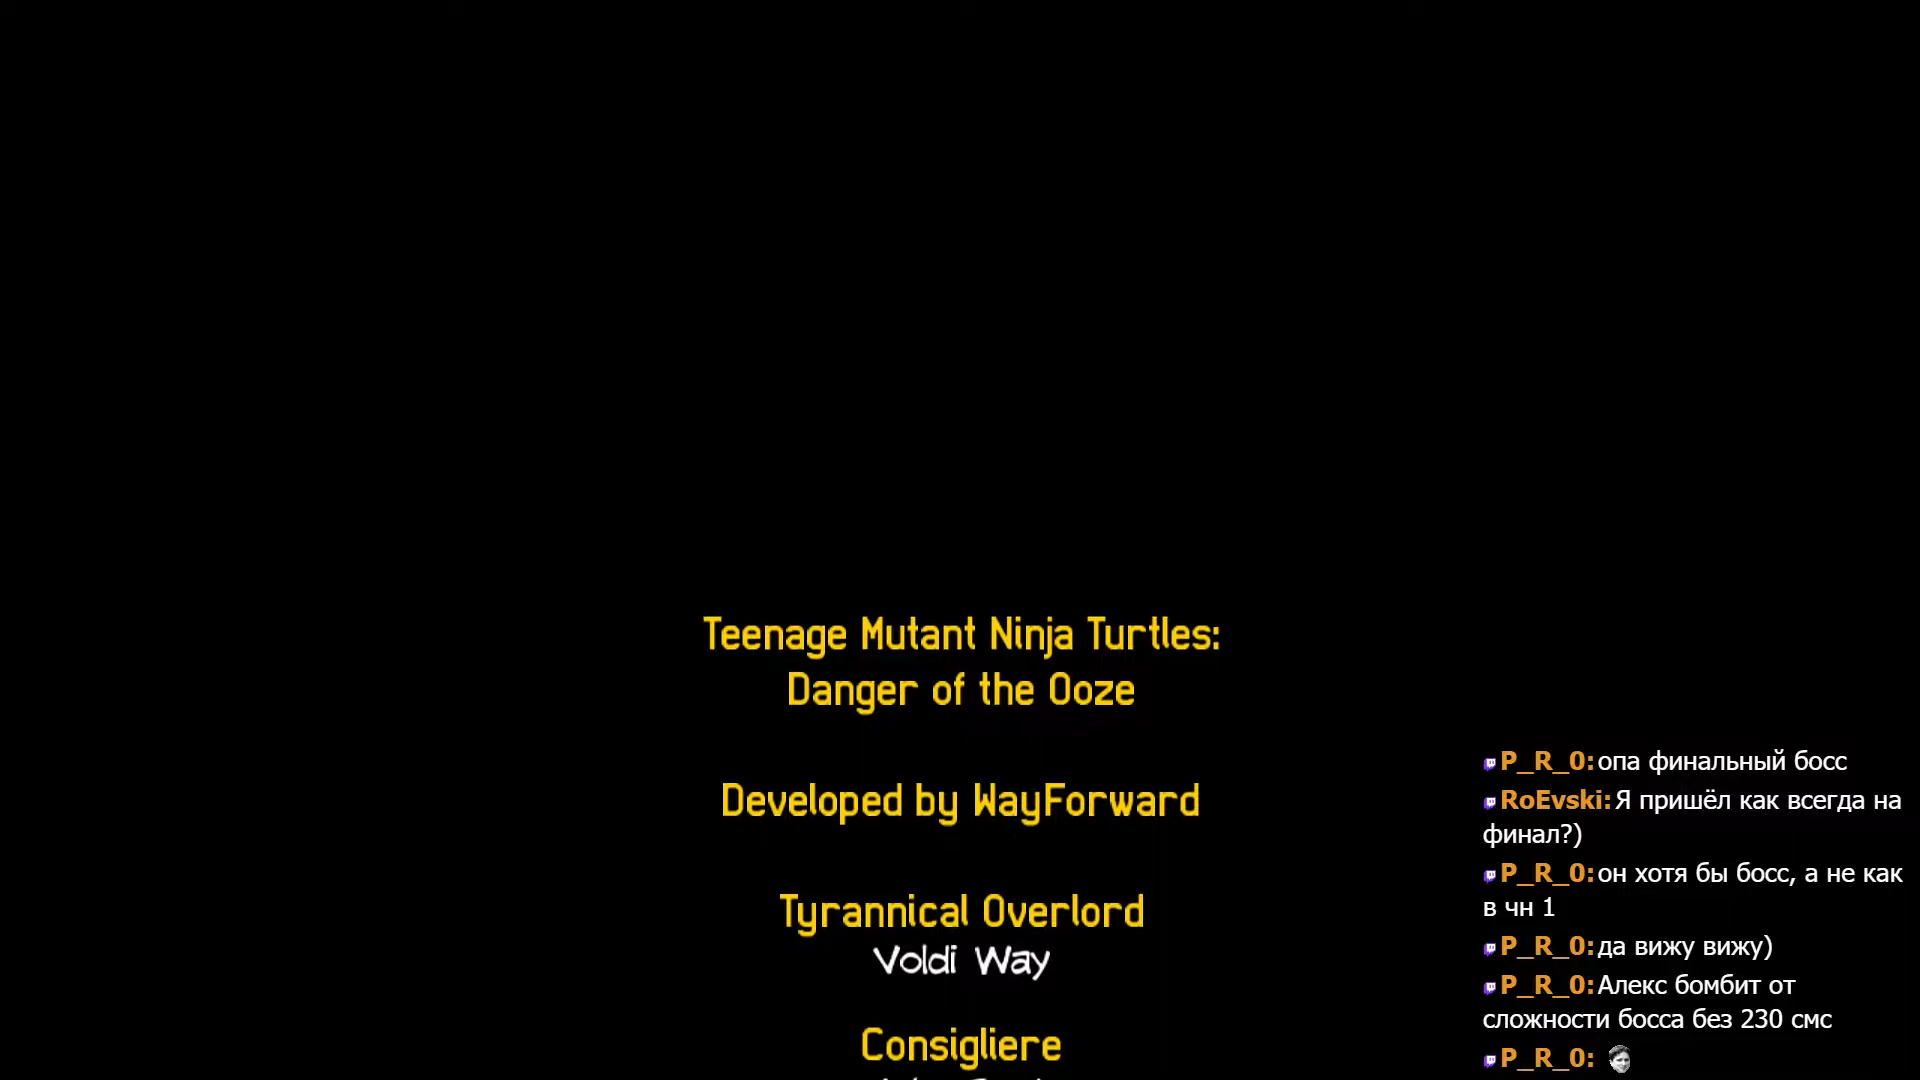 Teenage Mutant Ninja Turtles:
Danger of the Ooze
Developed by WayForward
Tyrannical Overlord
Voldi Way
Consigliere
P_R_0: опа финальный босс
RoEvski: Я пришёл как всегда на
финал?)
P_R_0: он хотя бы босс, а не как
в чн 1
P_R_0: да вижу вижу)
P_R_0: Алекс бомбит от
сложности босса без 230 смс
P_R_0: